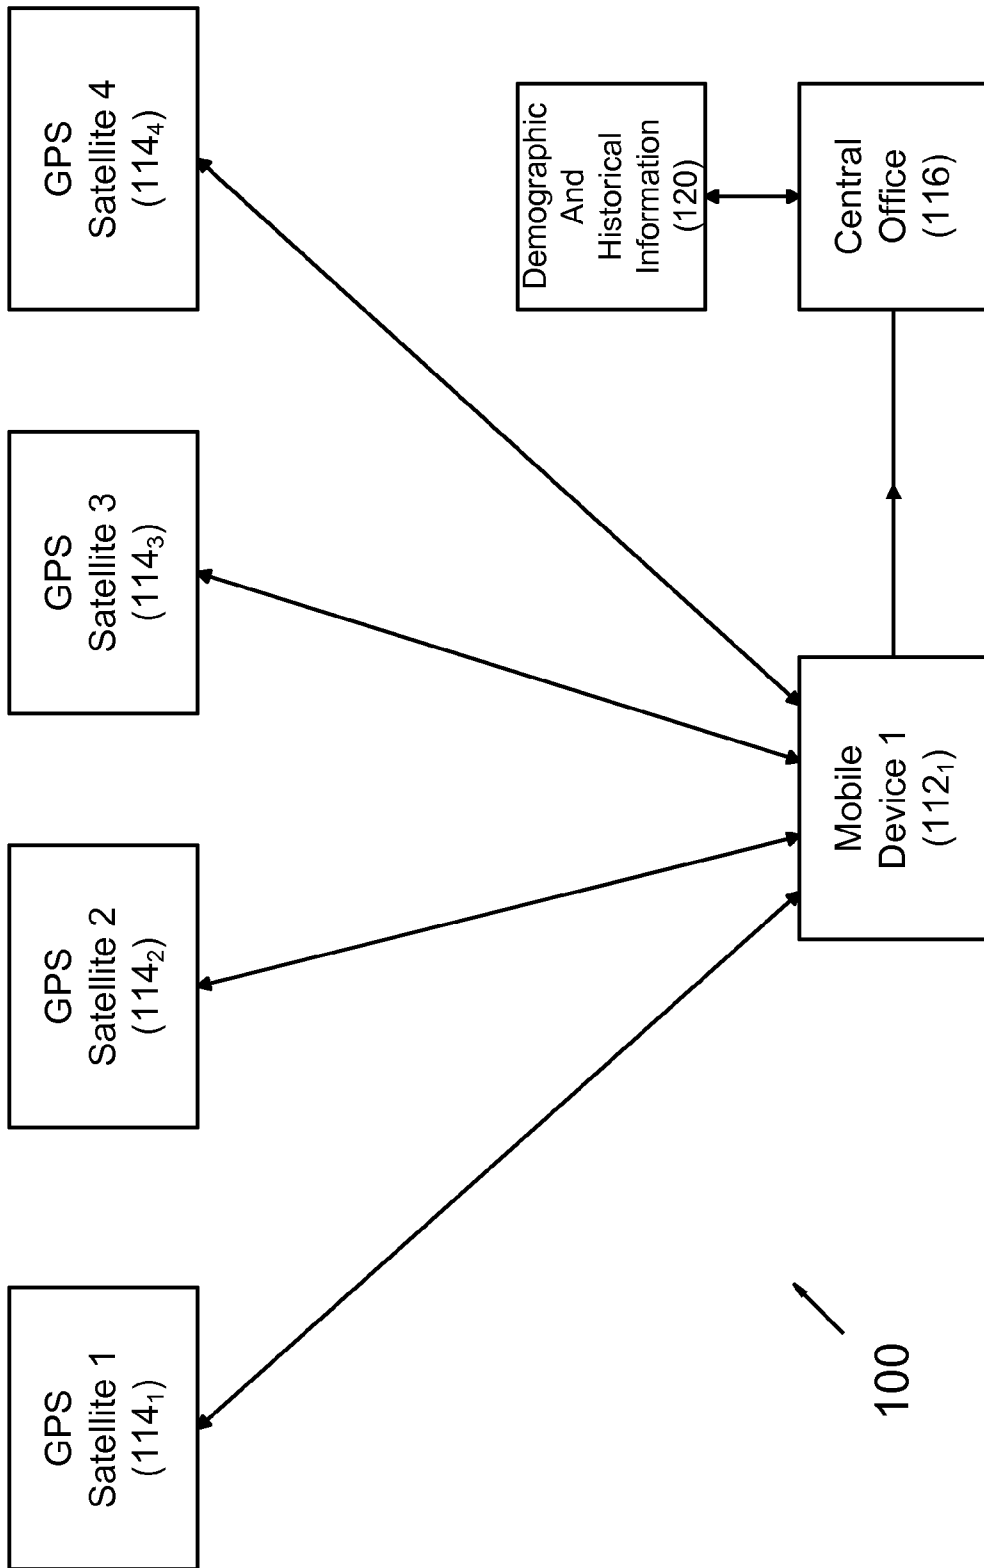 GPS
Satellite 1
(114₁)
GPS
Satellite 2
(114₂)
GPS
Satellite 3
(114₃)
GPS
Satellite 4
(114₄)
Demographic
And
Historical
Information
(120)
Mobile
Device 1
(112₁)
Central
Office
(116)
100